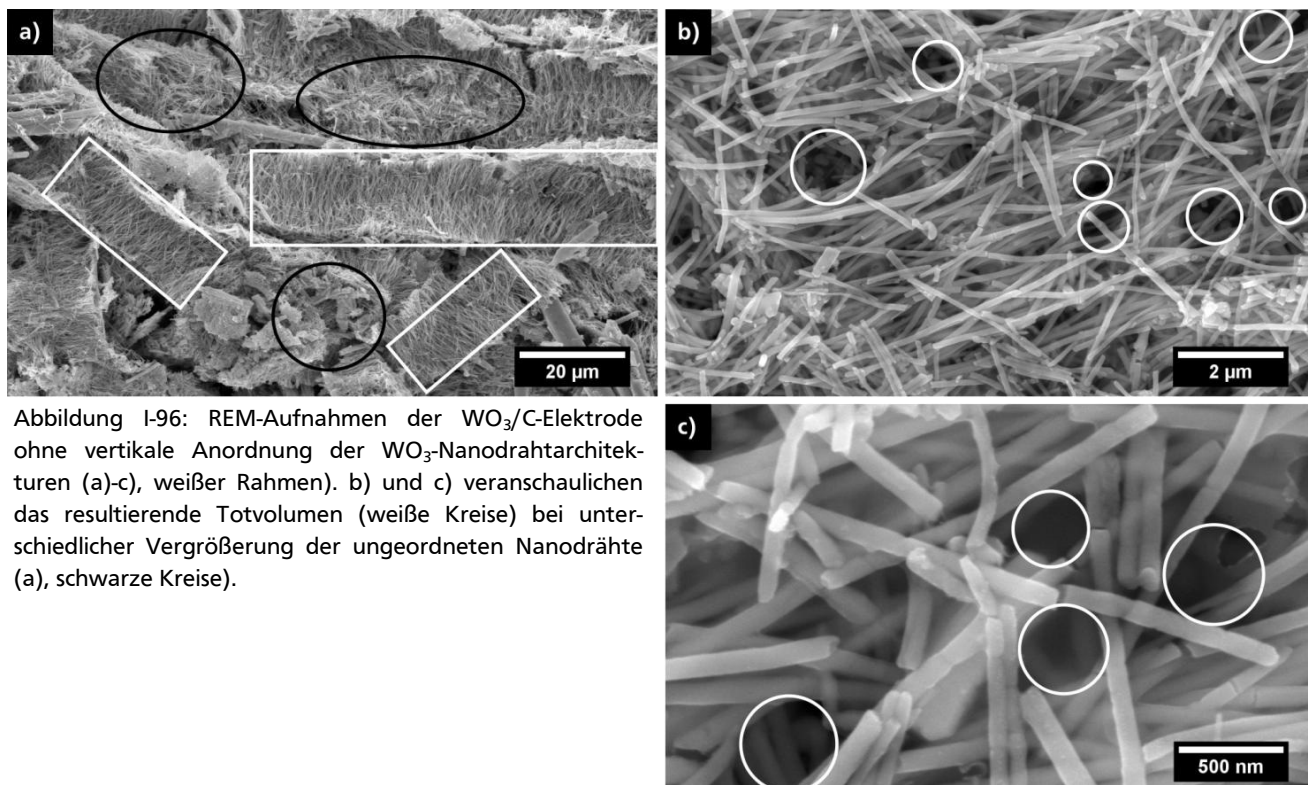 a)
20 µm
b)
2 µm
Abbildung I-96: REM-Aufnahmen der WO₃/C-Elektrode
ohne vertikale Anordnung der WO₃-Nanodrahtarchitek-
turen (a)-c), weißer Rahmen). b) und c) veranschaulichen
das resultierende Totvolumen (weiße Kreise) bei unter-
schiedlicher Vergrößerung der ungeordneten Nanodrähte
(a), schwarze Kreise).
c)
500 nm